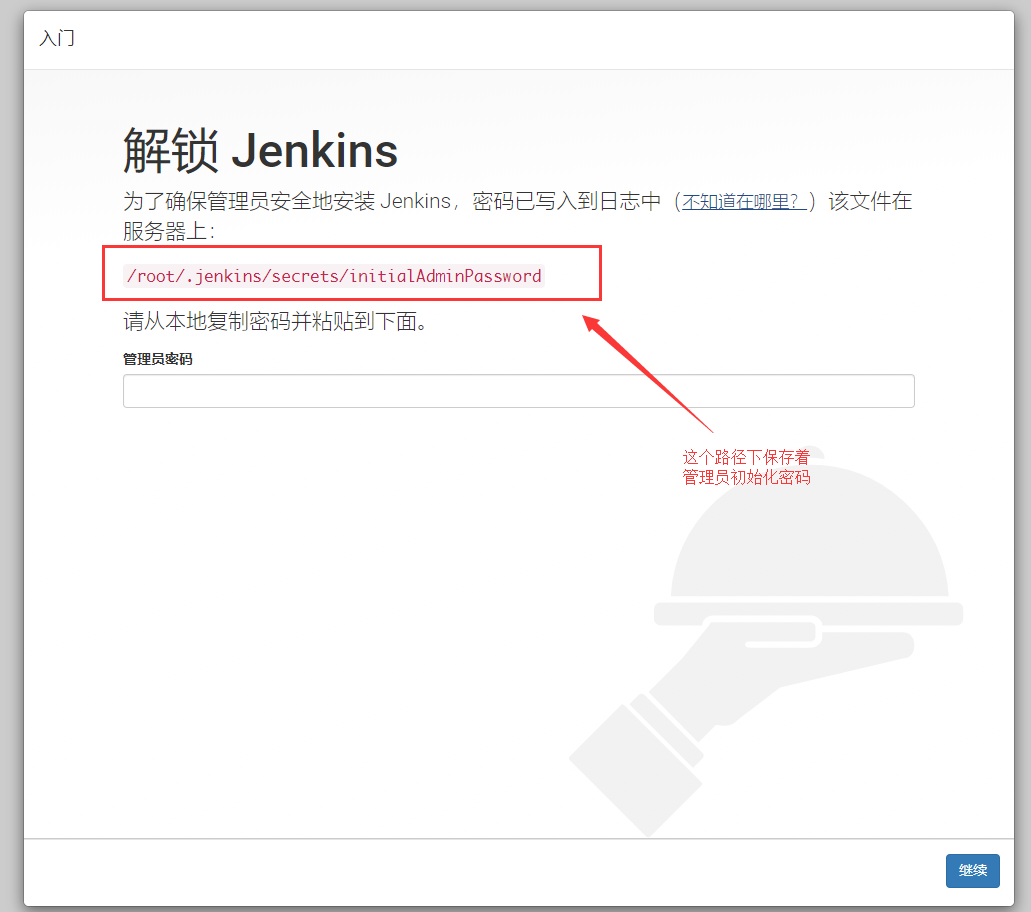 入门
解锁 Jenkins
为了确保管理员安全地安装 Jenkins，密码已写入到日志中（不知道在哪里？）该文件在
服务器上：
/root/.jenkins/secrets/initialAdminPassword
请从本地复制密码并粘贴到下面。
管理员密码
这个路径下保存着
管理员初始化密码
继续